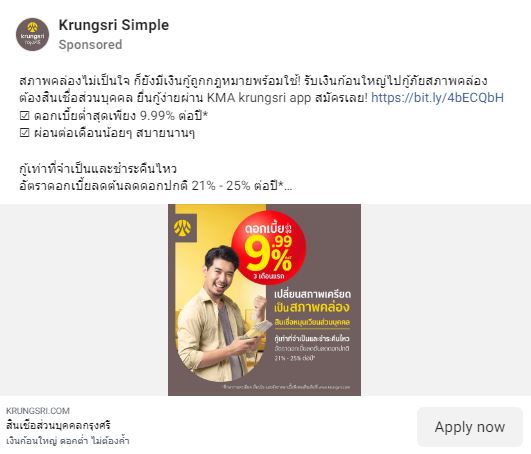 Krungsri Simple
Sponsored
krungsri
กรุงศรี
สภาพคล่องไม่เป็นใจ ก็ยังมีเงินกู้ถูกกฎหมายพร้อมใช้! รับเงินก้อนใหญ่ไปกู้ภัยสภาพคล่อง
ต้องสินเชื่อส่วนบุคคล ยื่นกู้ง่ายผ่าน KMA krungsri app สมัครเลย! https://bit.ly/4bECQbH
☑ ดอกเบี้ยต่ำสุดเพียง 9.99% ต่อปี*
☑ ผ่อนต่อเดือนน้อยๆ สบายนานๆ
กู้เท่าที่จำเป็นและชำระคืนไหว
อัตราดอกเบี้ยลดต้นลดดอกปกติ 21% - 25% ต่อปี*...
ดอกเบี้ย
9.99%
3 เดือนแรก
เปลี่ยนสภาพเครียด
เป็นสภาพคล่อง
สินเชื่อหมุนเวียนส่วนบุคคล
กู้เท่าที่จำเป็นและชำระคืนไหว
อัตราดอกเบี้ยลดต้นลดดอกปกติ
21% - 25% ต่อปี*
www.krungsri.com
KRUNGSRI.COM
สินเชื่อส่วนบุคคลกรุงศรี
เงินก้อนใหญ่ ดอกต่ำ ไม่ต้องค้ำ
Apply now